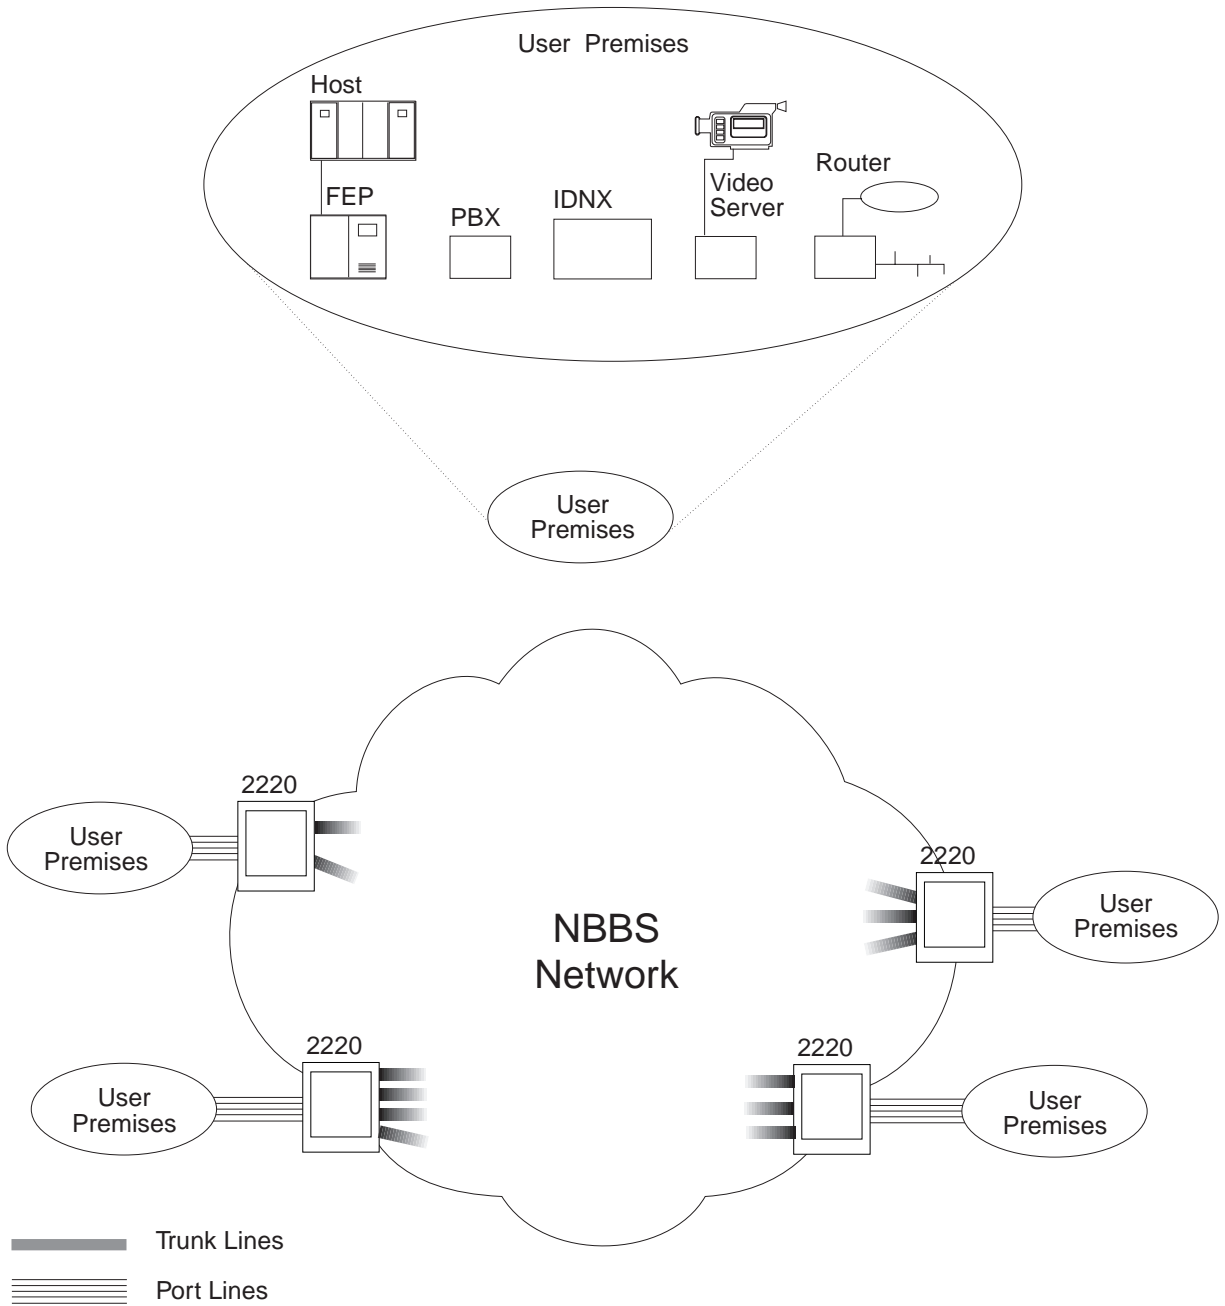 User Premises
Host
FEP
PBX
IDNX
Video
Server
Router
User
Premises
2220
User
Premises
2220
User
Premises
NBBS
Network
2220
User
Premises
2220
User
Premises
Trunk Lines
Port Lines